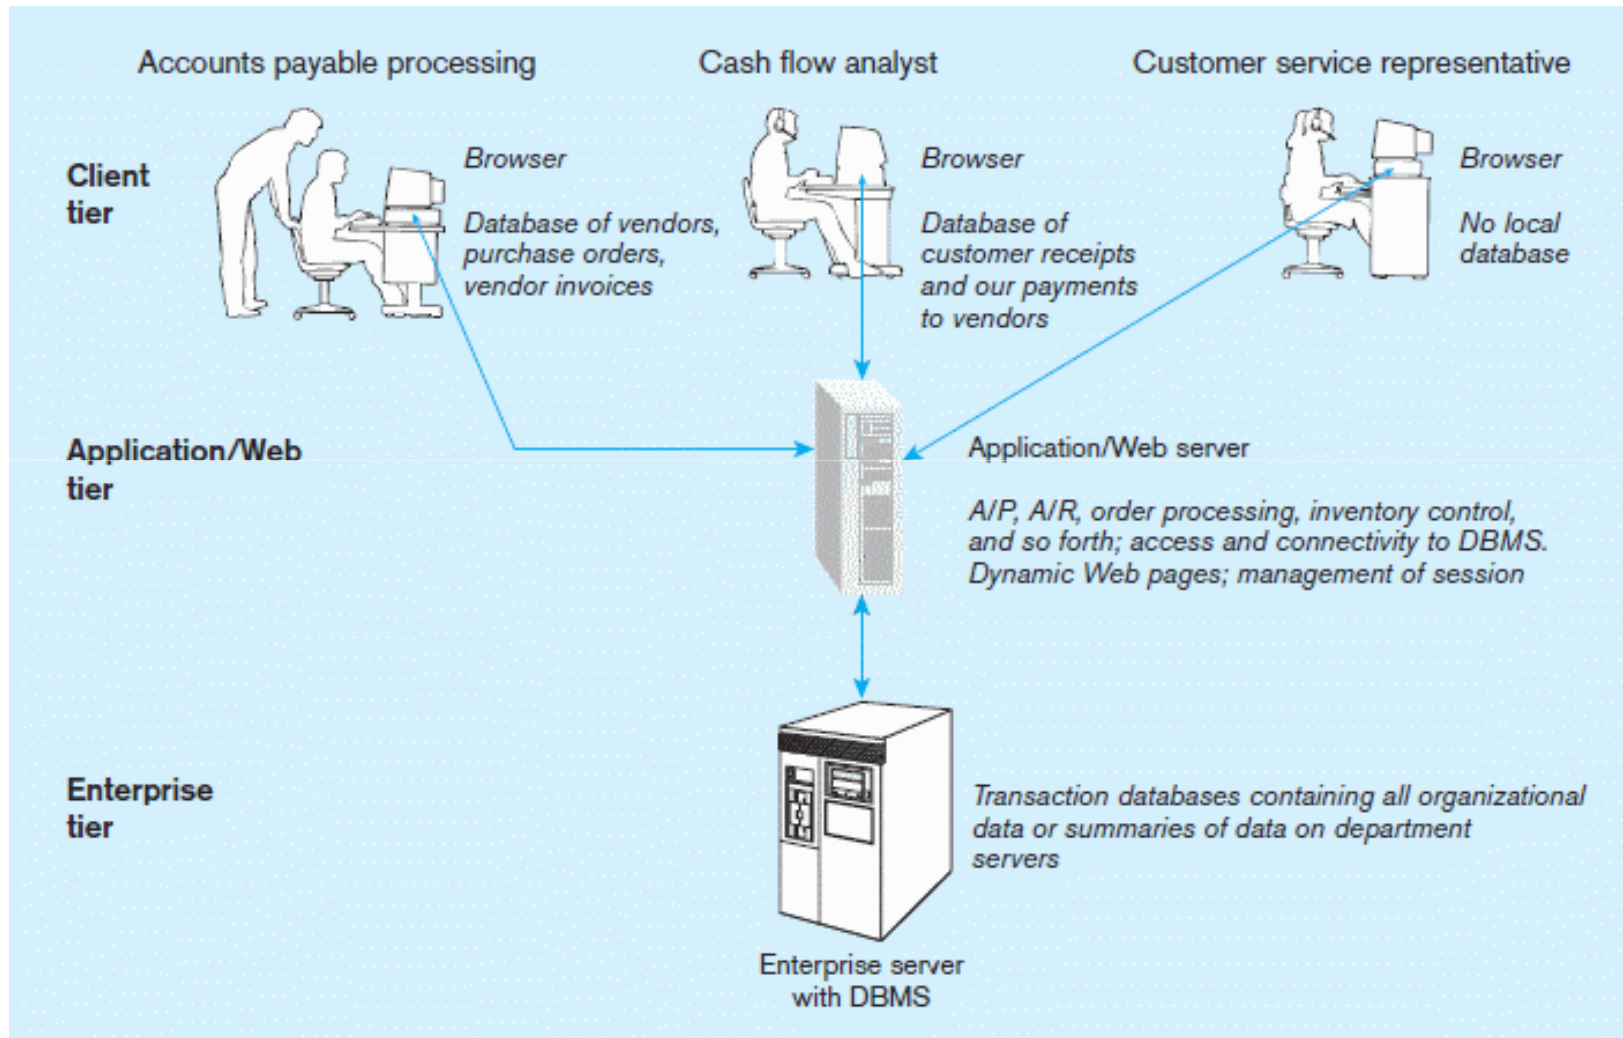 Accounts payable processing
Cash flow analyst
Customer service representative
Client
tier
Browser
Database of vendors,
purchase orders,
vendor invoices
Browser
Database of
customer receipts
and our payments
to vendors
Browser
No local
database
Application/Web
tier
Application/Web server
A/P, A/R, order processing, inventory control,
and so forth; access and connectivity to DBMS.
Dynamic Web pages; management of session
Enterprise
tier
Transaction databases containing all organizational
data or summaries of data on department
servers
Enterprise server
with DBMS